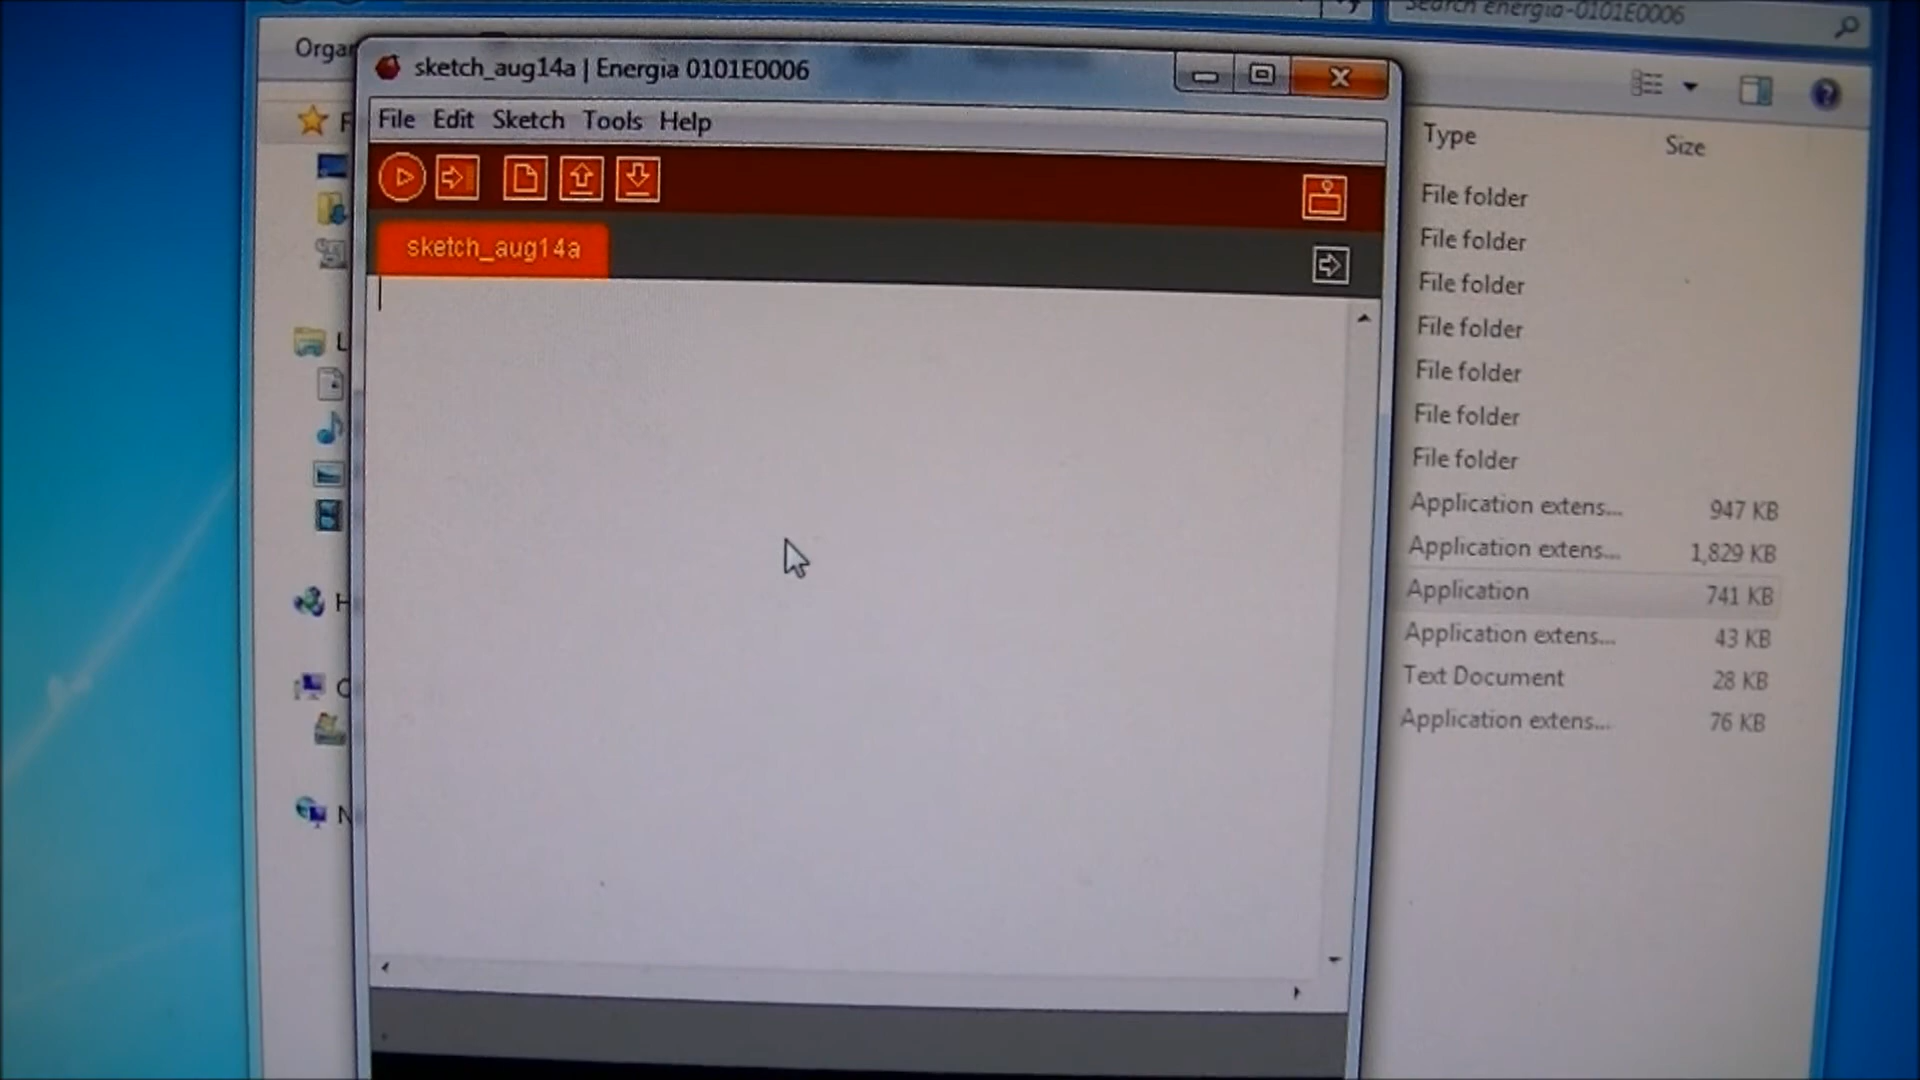 Search energia-0101E0006
Orga
sketch_aug14a | Energia 0101E0006
File Edit Sketch Tools Help
sketch_aug14a
F
L
H
C
N
Type Size
File folder
File folder
File folder
File folder
File folder
File folder
File folder
Application extens... 947 KB
Application extens... 1,829 KB
Application 741 KB
Application extens... 43 KB
Text Document 28 KB
Application extens... 76 KB